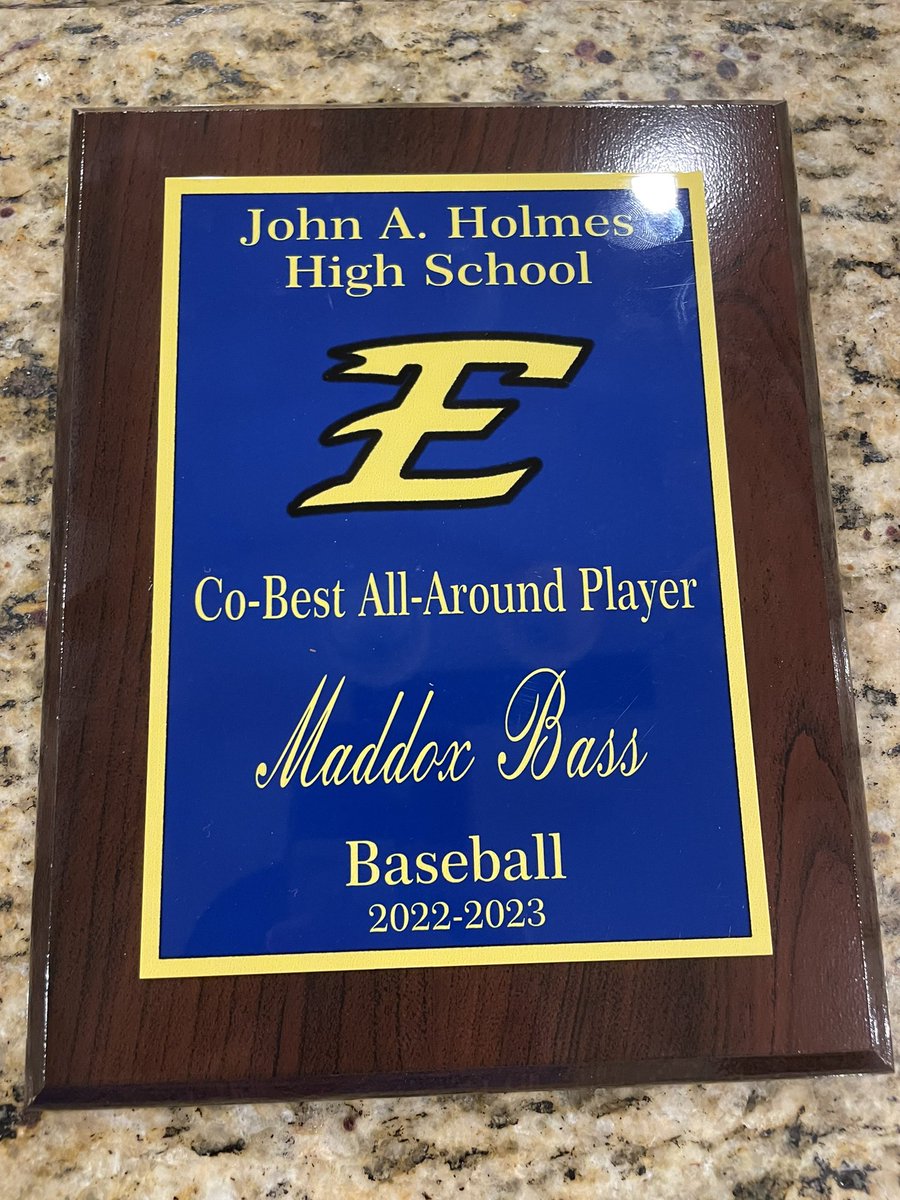 John A. Holmes
High School
E
Co-Best All-Around Player
Maddox Bass
Baseball
2022-2023